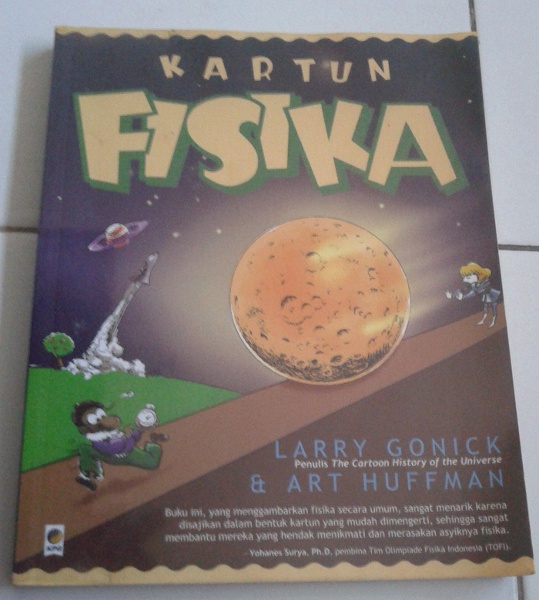 KARTUN
FISIKA
LARRY GONICK
Penulis The Cartoon History of the Universe
& ART HUFFMAN
Buku ini, yang menggambarkan fisika secara umum, sangat menarik karena
disajikan dalam bentuk kartun yang mudah dimengerti, sehingga sangat
membantu mereka yang hendak menikmati dan merasakan asyiknya fisika.
– Yohanes Surya, Ph.D, pembina Tim Olimpiade Fisika Indonesia (TOFI).
KPG